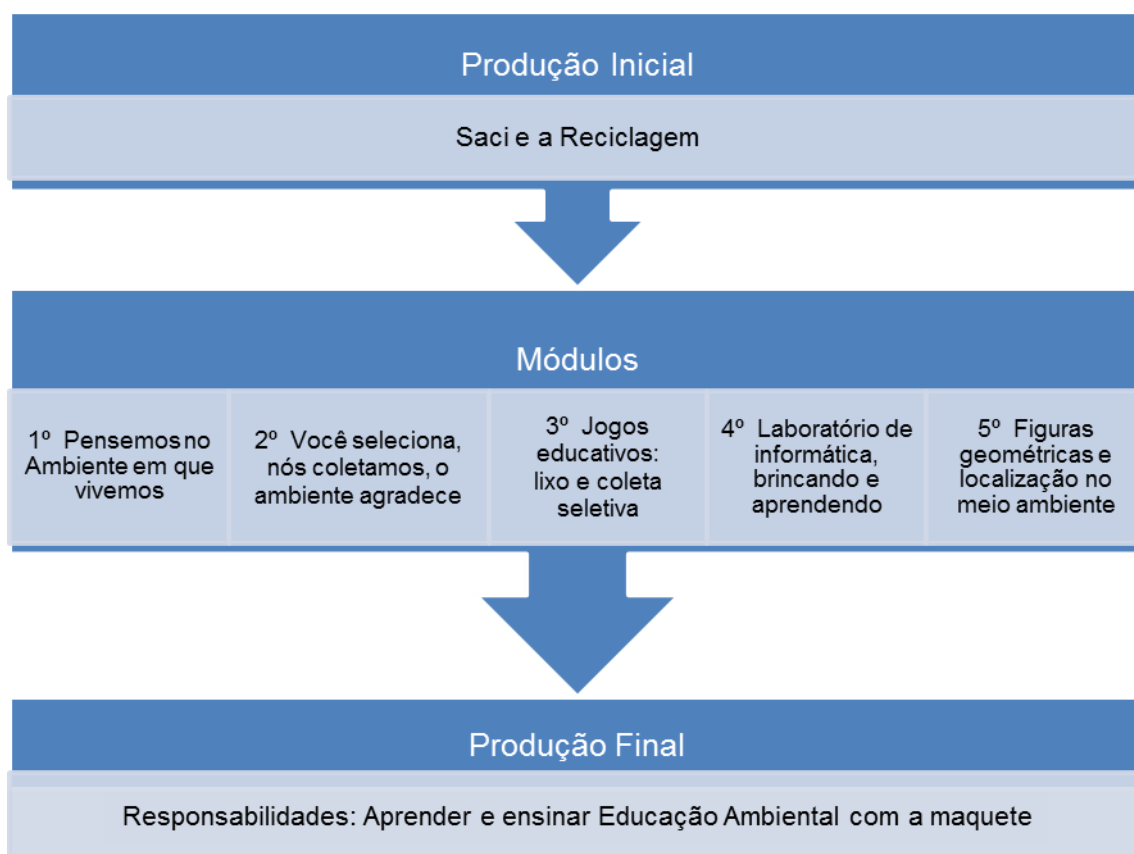 Produção Inicial
Saci e a Reciclagem
Módulos
1º Pensemos no
Ambiente em que
vivemos
2º Você seleciona,
nós coletamos, o
ambiente agradece
3º Jogos
educativos:
lixo e coleta
seletiva
4º Laboratório de
informática,
brincando e
aprendendo
5º Figuras
geométricas e
localização no
meio ambiente
Produção Final
Responsabilidades: Aprender e ensinar Educação Ambiental com a maquete